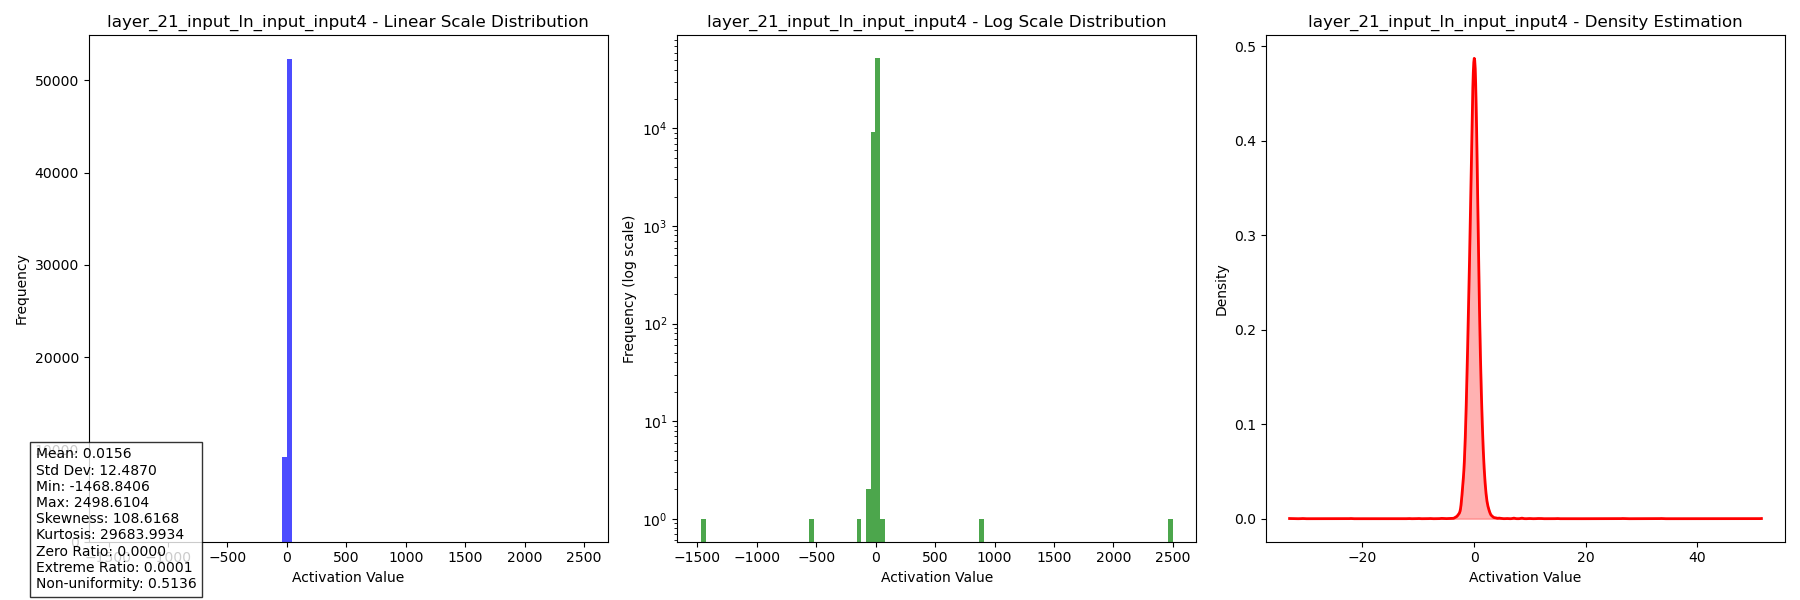 layer_21_input_ln_input_input4 - Linear Scale Distribution
50000
40000
30000
20000
Frequency
−500
0
500
1000
1500
2000
2500
Activation Value
Mean: 0.0156
Std Dev: 12.4870
Min: -1468.8406
Max: 2498.6104
Skewness: 108.6168
Kurtosis: 29683.9934
Zero Ratio: 0.0000
Extreme Ratio: 0.0001
Non-uniformity: 0.5136
layer_21_input_ln_input_input4 - Log Scale Distribution
10^4
10^3
10^2
10^1
10^0
Frequency (log scale)
−1500
−1000
−500
0
500
1000
1500
2000
2500
Activation Value
layer_21_input_ln_input_input4 - Density Estimation
0.5
0.4
0.3
0.2
0.1
0.0
Density
−20
0
20
40
Activation Value